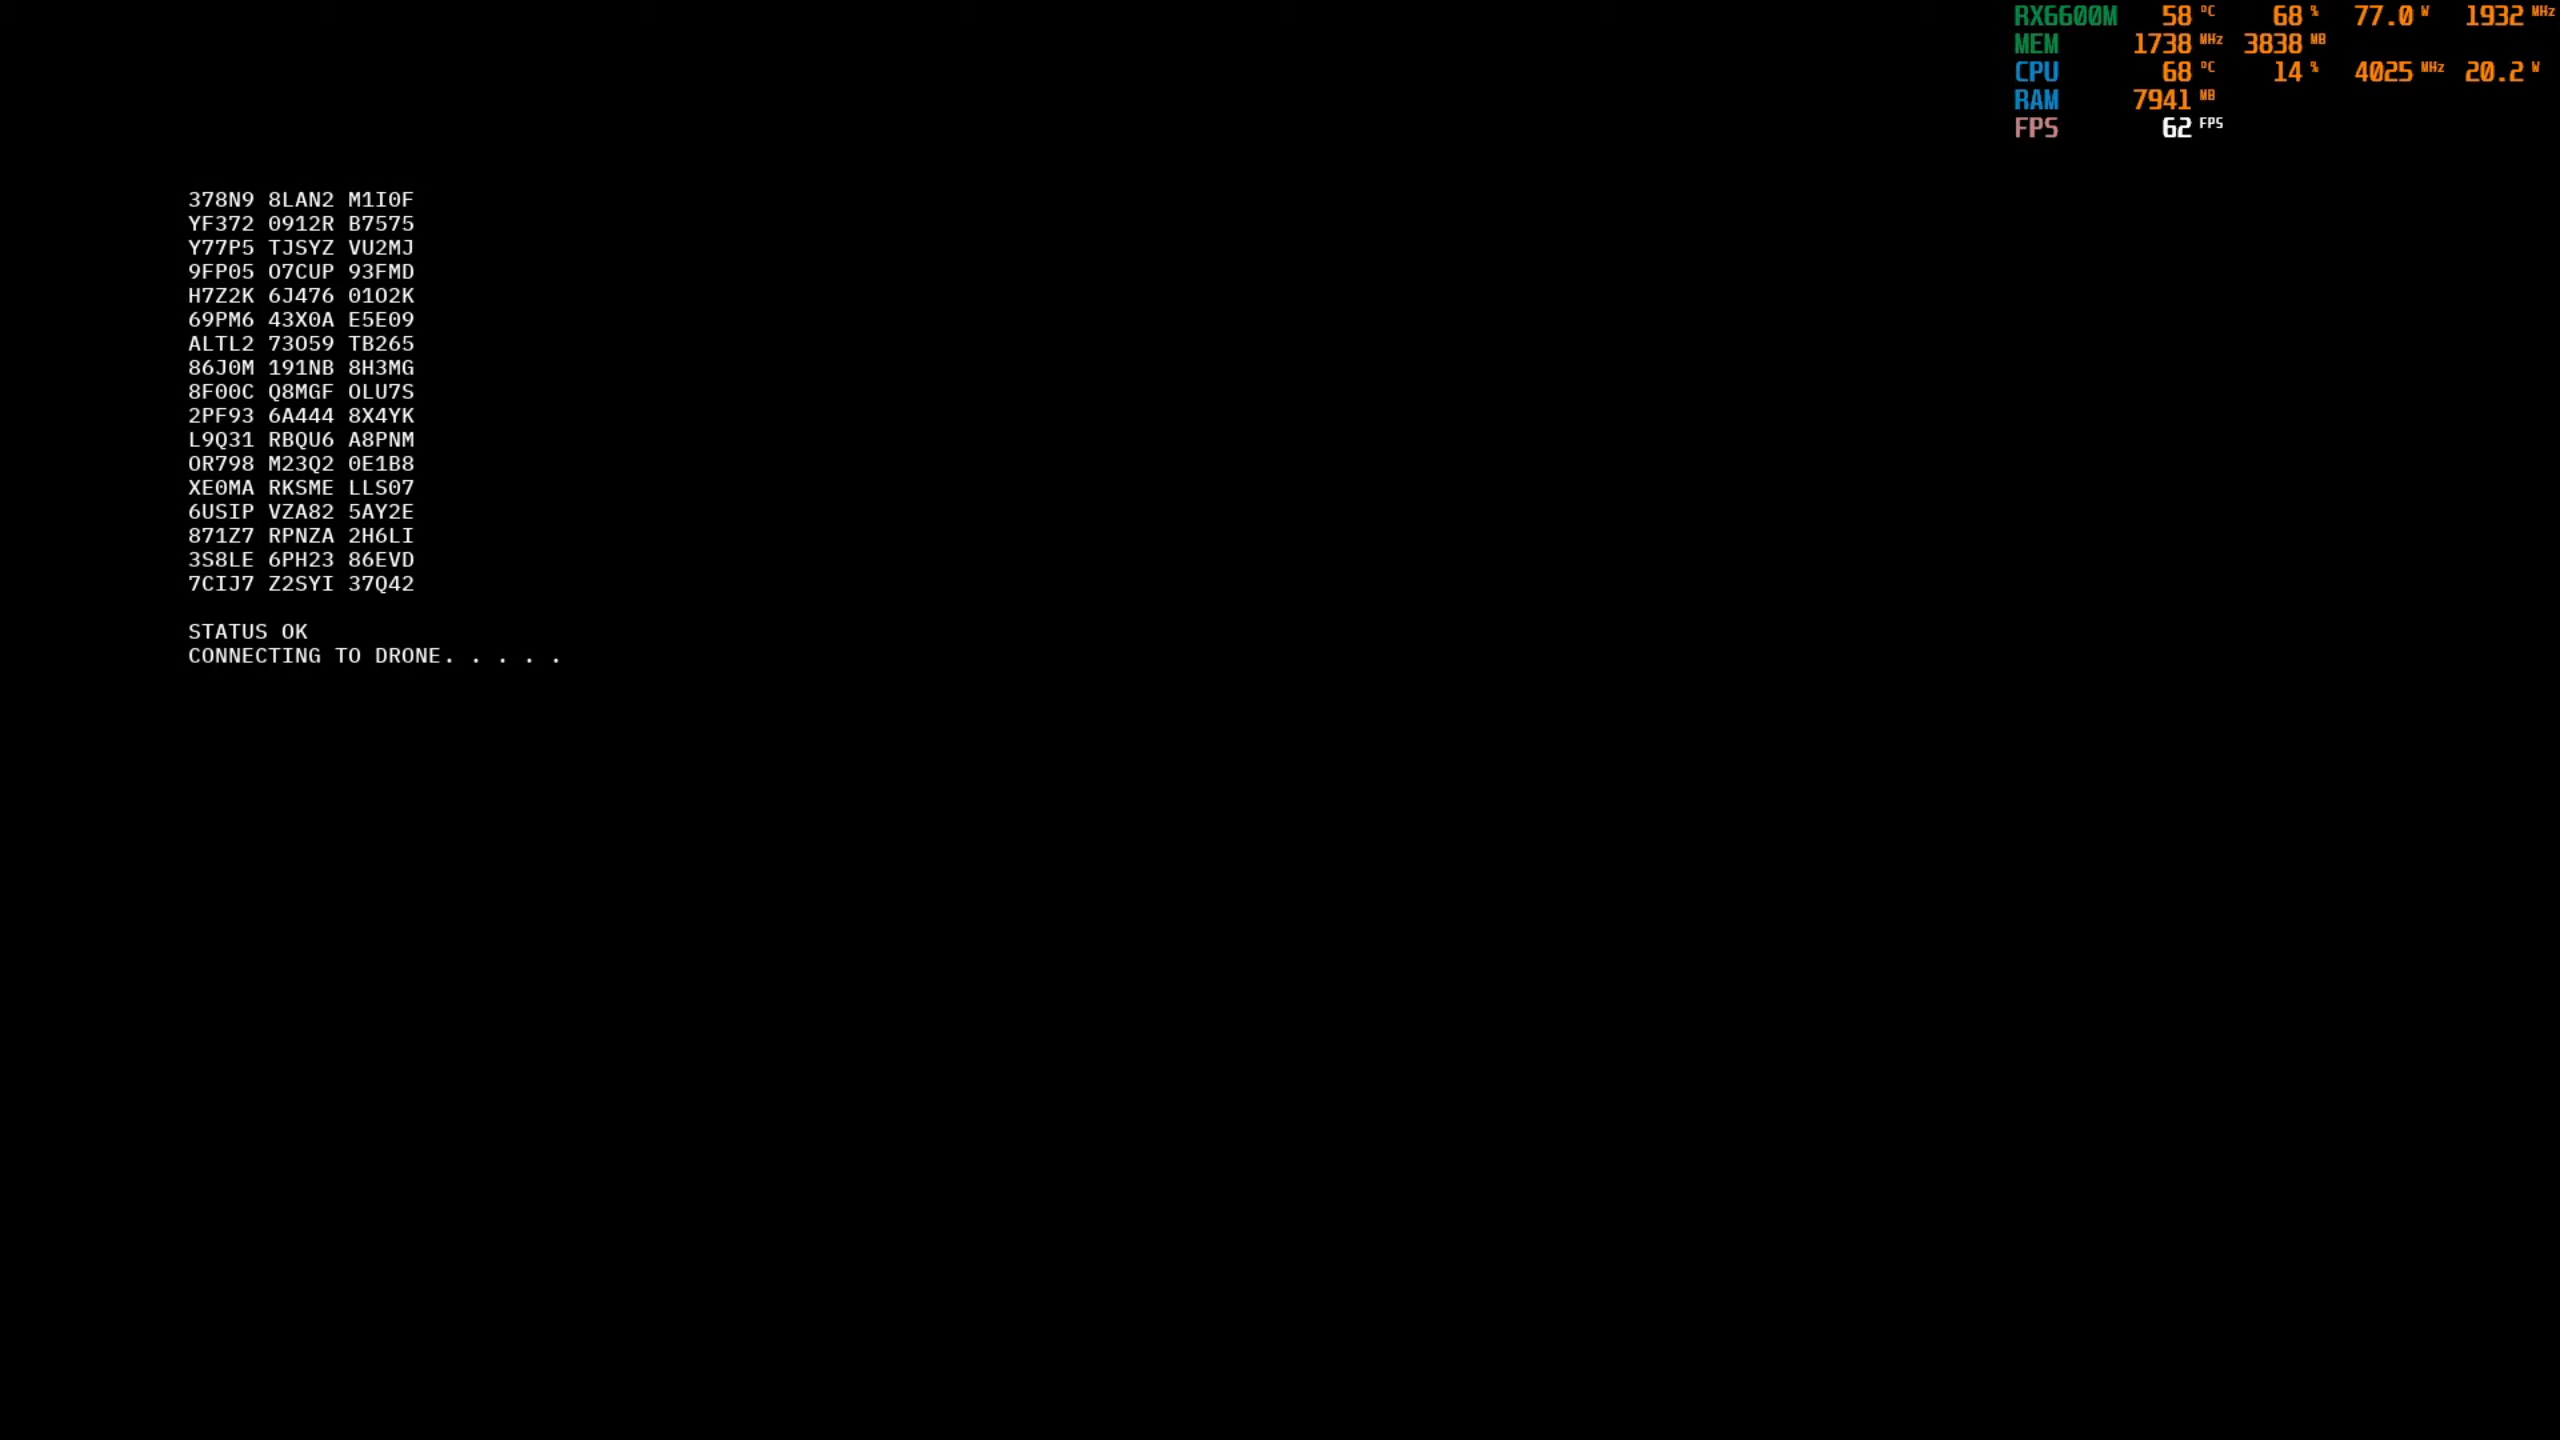 RX6600M 58 °C 68 % 77.0 W 1932 MHz
MEM 1738 MHz 3838 MB
CPU 68 °C 14 % 4025 MHz 20.2 W
RAM 7941 MB
FPS 62 FPS
378N9 8LAN2 M1I0F
YF372 0912R B7575
Y77P5 TJSYZ VU2MJ
9FP05 O7CUP 93FMD
H7Z2K 6J476 01O2K
69PM6 43X0A E5E09
ALTL2 73O59 TB265
86J0M 191NB 8H3MG
8F00C Q8MGF OLU7S
2PF93 6A444 8X4YK
L9Q31 RBQU6 A8PNM
OR798 M23Q2 0E1B8
XE0MA RKSME LLS07
6USIP VZA82 5AY2E
871Z7 RPNZA 2H6LI
3S8LE 6PH23 86EVD
7CIJ7 Z2SYI 37Q42
STATUS OK
CONNECTING TO DRONE. . . . .